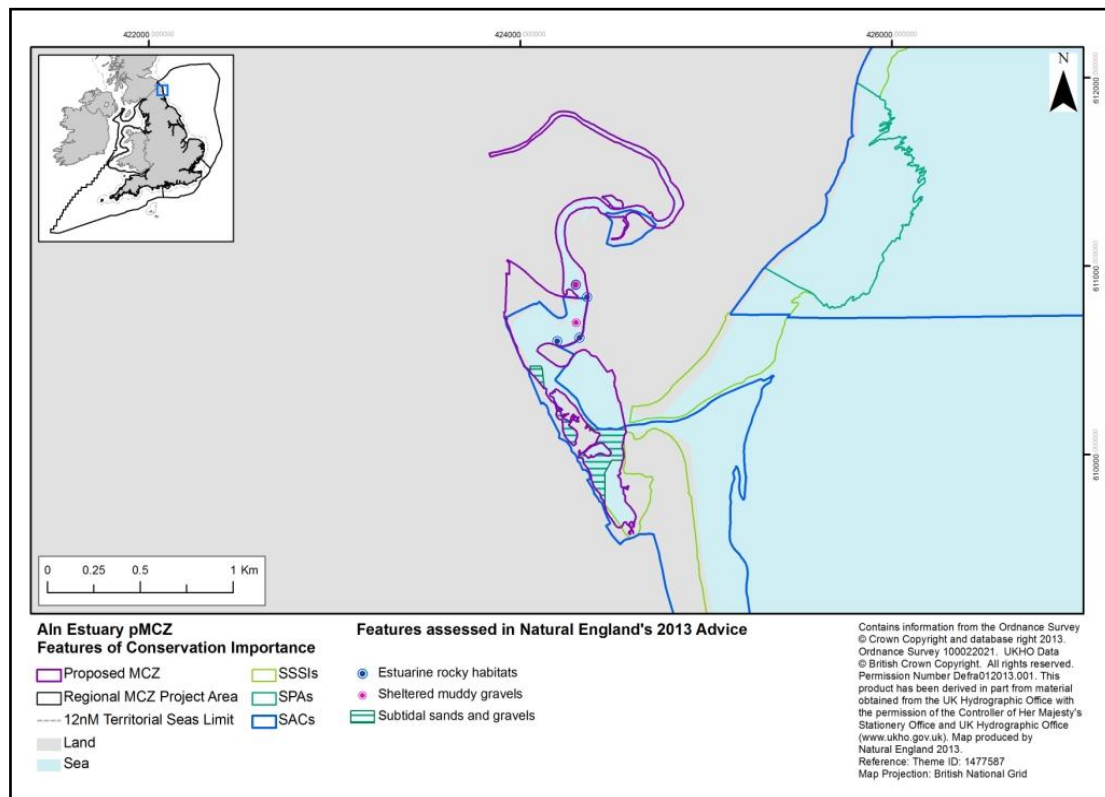 422000.000000
424000.000000
426000.000000
N
612000.000000
611000.000000
610000.000000
0 0.25 0.5 1 Km
Aln Estuary pMCZ
Features of Conservation Importance
Proposed MCZ
Regional MCZ Project Area
12nM Territorial Seas Limit
Land
Sea
SSSIs
SPAs
SACs
Features assessed in Natural England's 2013 Advice
Estuarine rocky habitats
Sheltered muddy gravels
Subtidal sands and gravels
Contains information from the Ordnance Survey
© Crown Copyright and database right 2013.
Ordnance Survey 100022021. UKHO Data
© British Crown Copyright. All rights reserved.
Permission Number Defra012013.001. This
product has been derived in part from material
obtained from the UK Hydrographic Office with
the permission of the Controller of Her Majesty's
Stationery Office and UK Hydrographic Office
(www.ukho.gov.uk). Map produced by
Natural England 2013.
Reference: Theme ID: 1477587
Map Projection: British National Grid